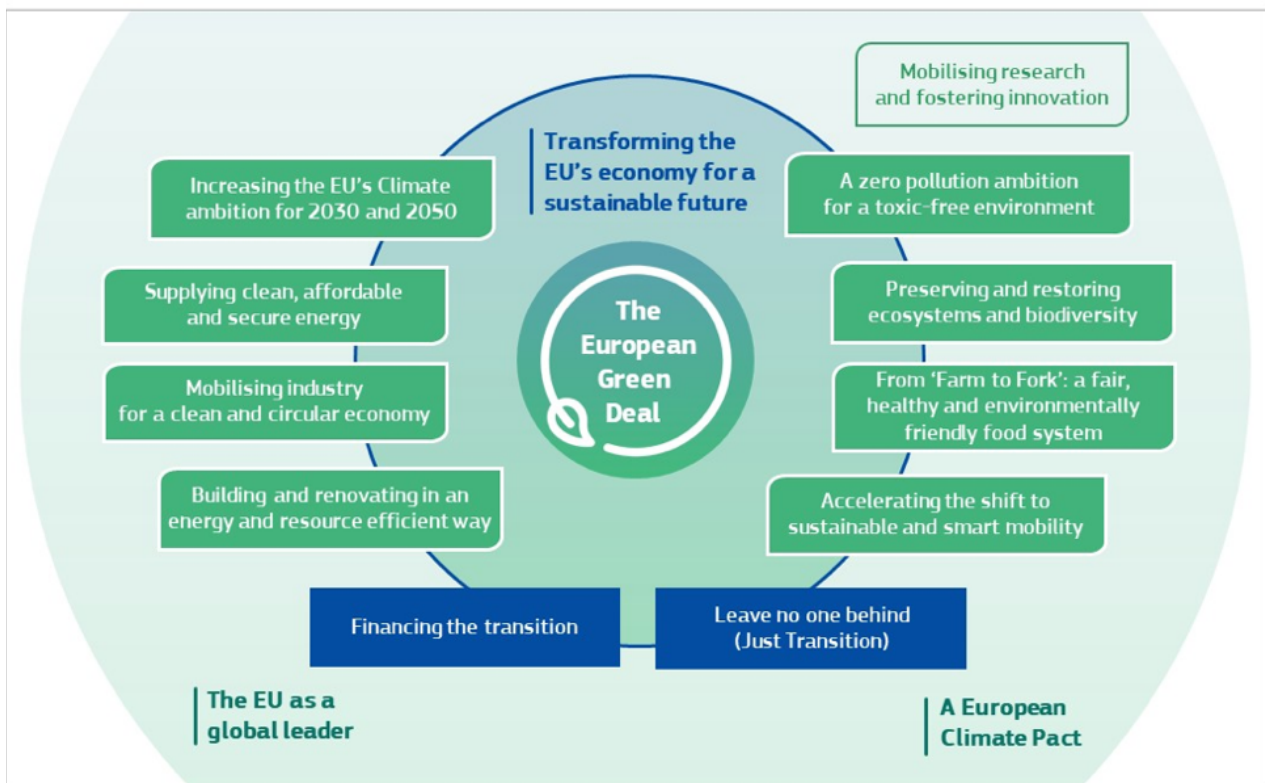 Mobilising research
and fostering innovation
Transforming the
EU’s economy for a
sustainable future
Increasing the EU’s Climate
ambition for 2030 and 2050
A zero pollution ambition
for a toxic-free environment
Supplying clean, affordable
and secure energy
Preserving and restoring
ecosystems and biodiversity
The
European
Green
Deal
Mobilising industry
for a clean and circular economy
From ‘Farm to Fork’: a fair,
healthy and environmentally
friendly food system
Building and renovating in an
energy and resource efficient way
Accelerating the shift to
sustainable and smart mobility
Financing the transition
Leave no one behind
(Just Transition)
The EU as a
global leader
A European
Climate Pact